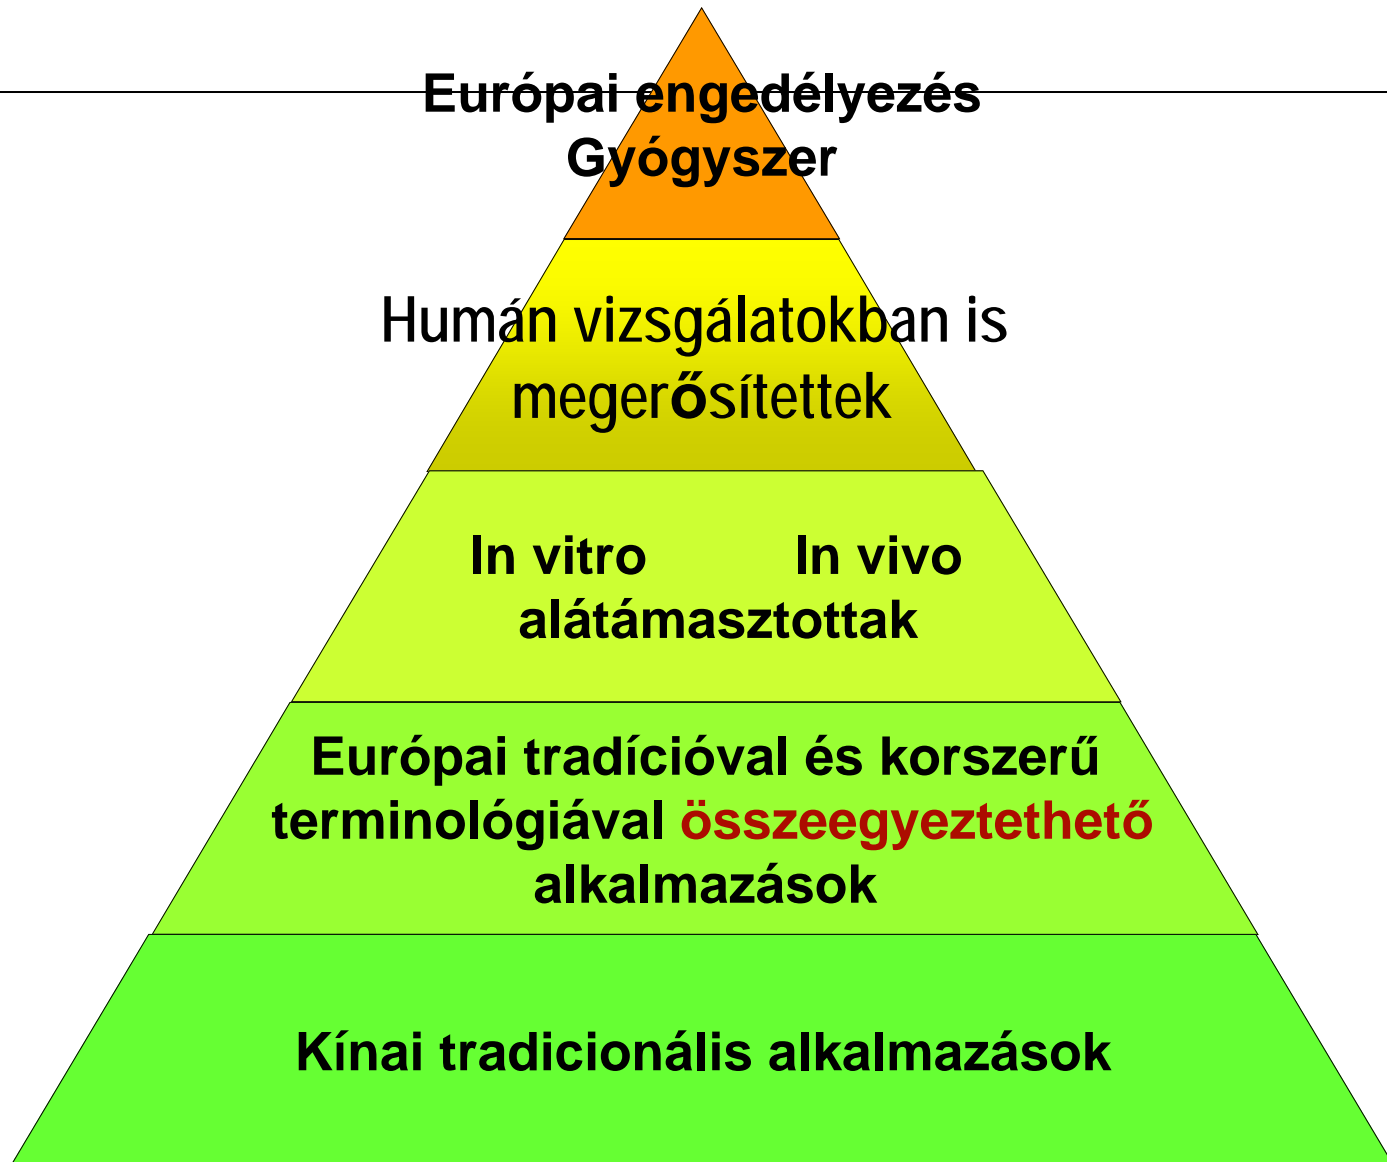 Európai engedélyezés
Gyógyszer
Humán vizsgálatokban is
megerősítettek
In vitro In vivo
alátámasztottak
Európai tradícióval és korszerű
terminológiával összeegyeztethető
alkalmazások
Kínai tradicionális alkalmazások